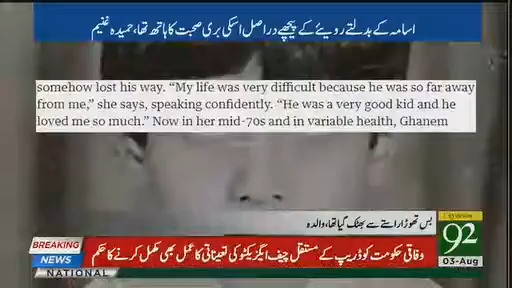 اسامہ کے بدلتے رویئے کے پیچھے دراصل اسکی بری صحبت کا ہاتھ تھا، حمیدہ غنیم
somehow lost his way. “My life was very difficult because he was so far away
from me,” she says, speaking confidently. “He was a very good kid and he
loved me so much.” Now in her mid-70s and in variable health, Ghanem
بس تھوڑا راستے سے بھٹک گیا تھا، والدہ
92
BREAKING
NEWS
وفاقی حکومت کو ڈریپ کے مستقل چیف ایگزیکٹو کی تعیناتی کا عمل بھی مکمل کرنے کا حکم
03-Aug
NATIONAL